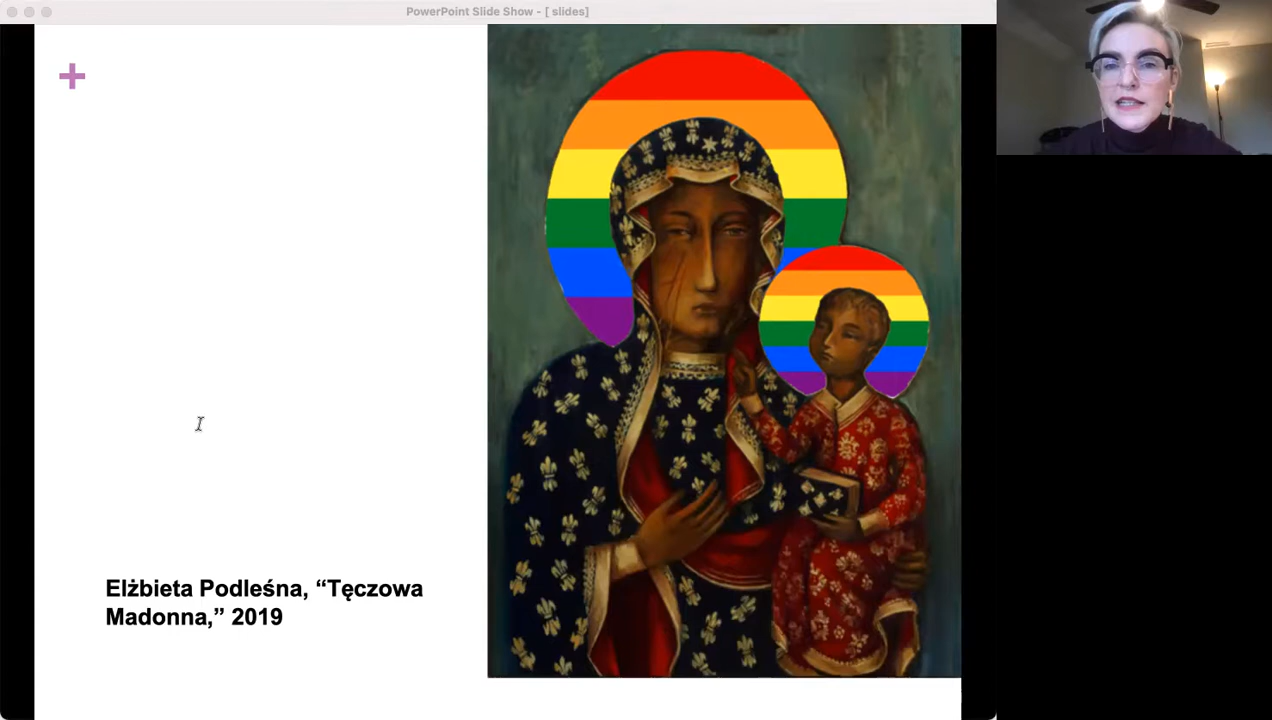 PowerPoint Slide Show - [ slides]
Elżbieta Podleśna, “Tęczowa
Madonna,” 2019